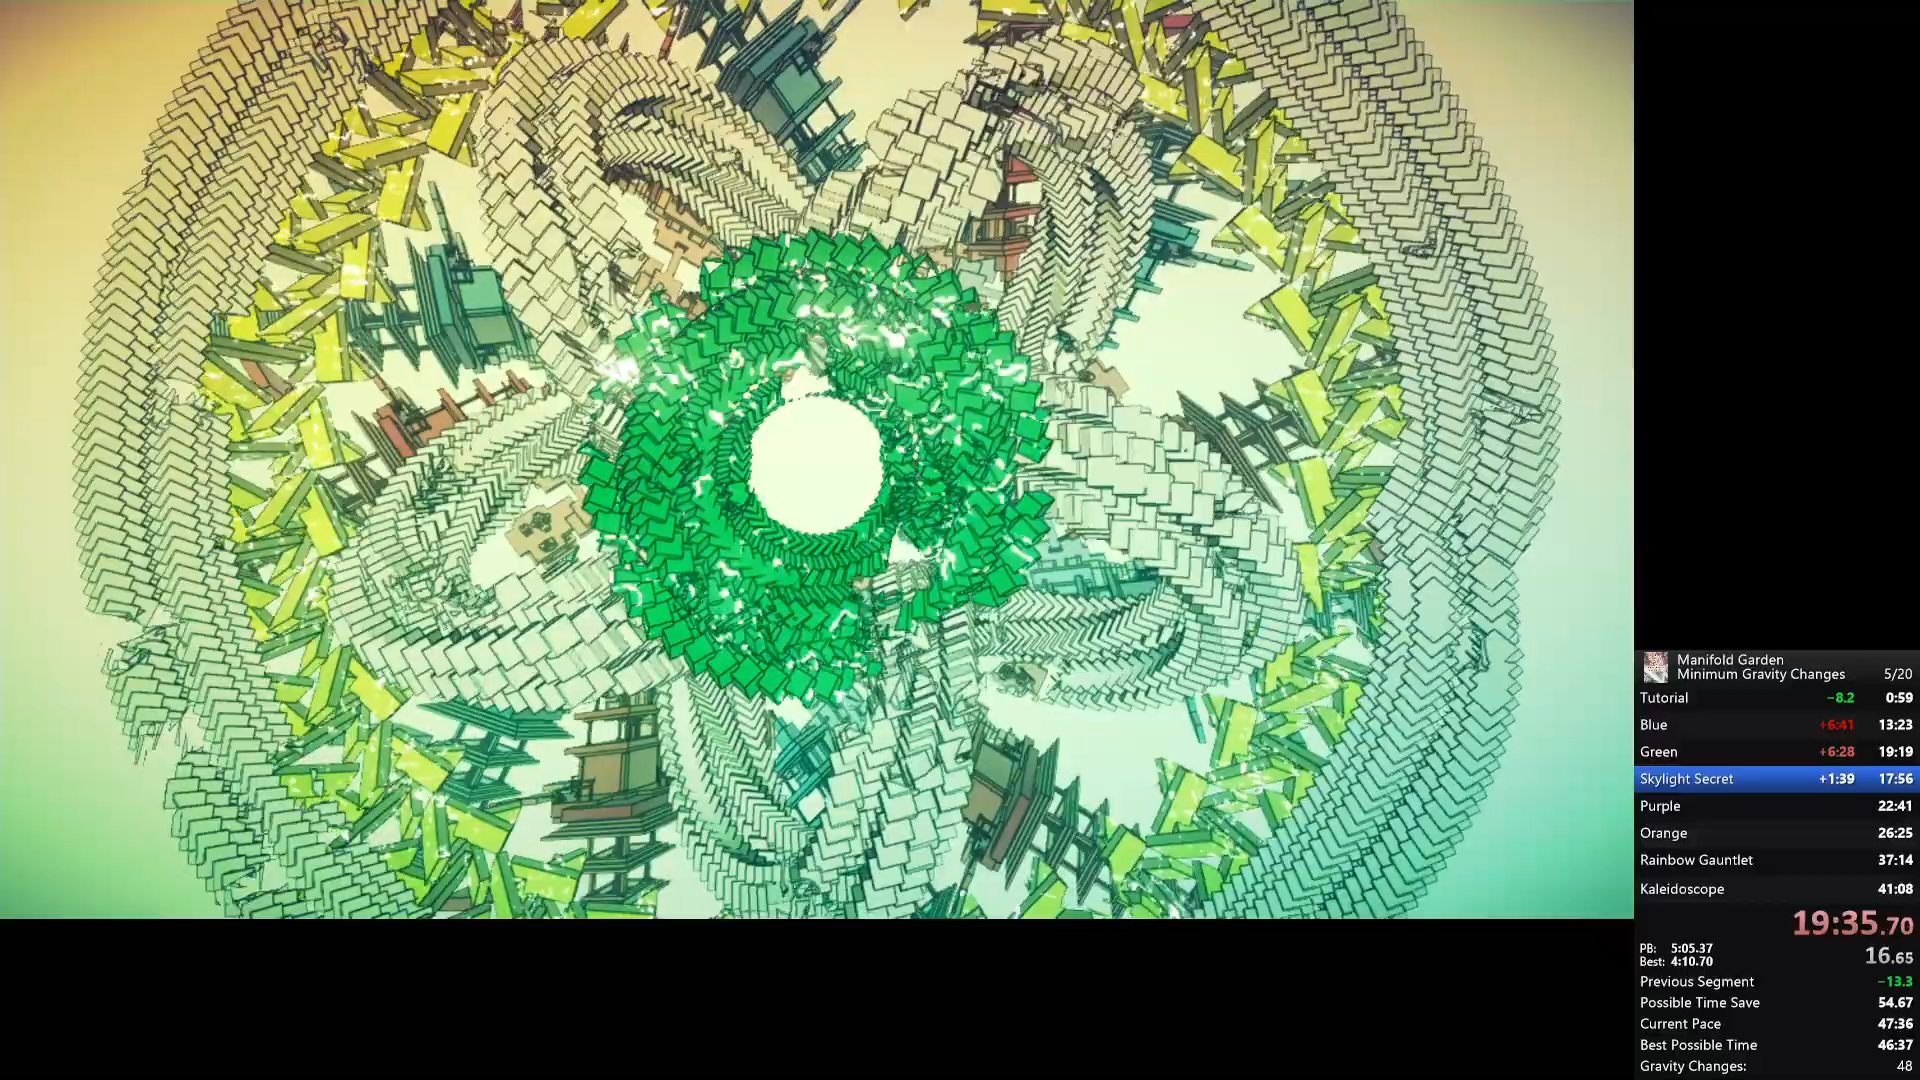 Manifold Garden
Minimum Gravity Changes 5/20
Tutorial −8.2 0:59
Blue +6:41 13:23
Green +6:28 19:19
Skylight Secret +1:39 17:56
Purple 22:41
Orange 26:25
Rainbow Gauntlet 37:14
Kaleidoscope 41:08
19:35.70
PB: 5:05.37
Best: 4:10.70
16.65
Previous Segment −13.3
Possible Time Save 54.67
Current Pace 47:36
Best Possible Time 46:37
Gravity Changes: 48